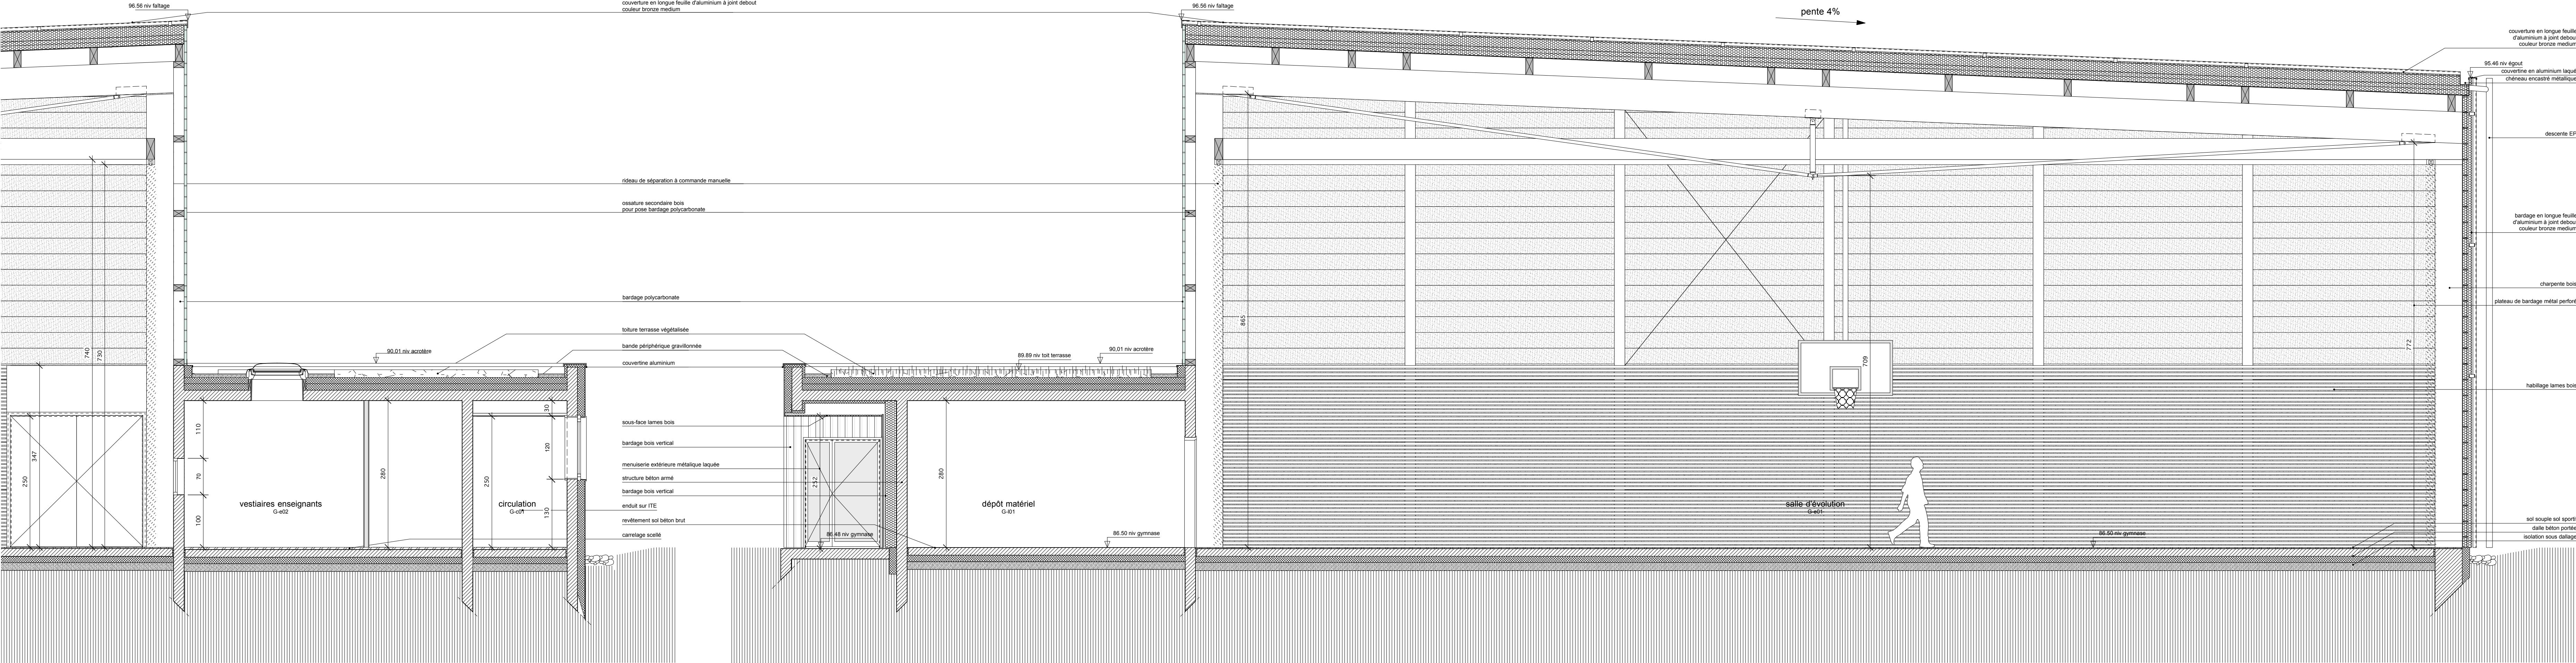 96.56 niv faîtage
couverture en longue feuille d'aluminium à joint debout
couleur bronze medium
96.56 niv faîtage
pente 4%
couverture en longue feuille
d'aluminium à joint debout
couleur bronze medium
95.46 niv égout
couvertine en aluminium laqué
chéneau encastré métallique
descente EP
rideau de séparation à commande manuelle
ossature secondaire bois
pour pose bardage polycarbonate
bardage en longue feuille
d'aluminium à joint debout
couleur bronze medium
charpente bois
bardage polycarbonate
plateau de bardage métal perforé
865
toiture terrasse végétalisée
bande périphérique gravillonnée
740
730
90,01 niv acrotère
89.89 niv toit terrasse
90,01 niv acrotère
772
709
couvertine aluminium
habillage lames bois
30
110
sous-face lames bois
bardage bois vertical
120
347
250
70
280
250
menuiserie extérieure métalique laquée
252
280
structure béton armé
bardage bois vertical
vestiaires enseignants
G-e02
circulation
G-c01
dépôt matériel
G-l01
salle d'évolution
G-e01
100
130
enduit sur ITE
revêtement sol béton brut
carrelage scellé
86.48 niv gymnase
86.50 niv gymnase
86.50 niv gymnase
sol souple sol sportif
dalle béton portée
isolation sous dallage